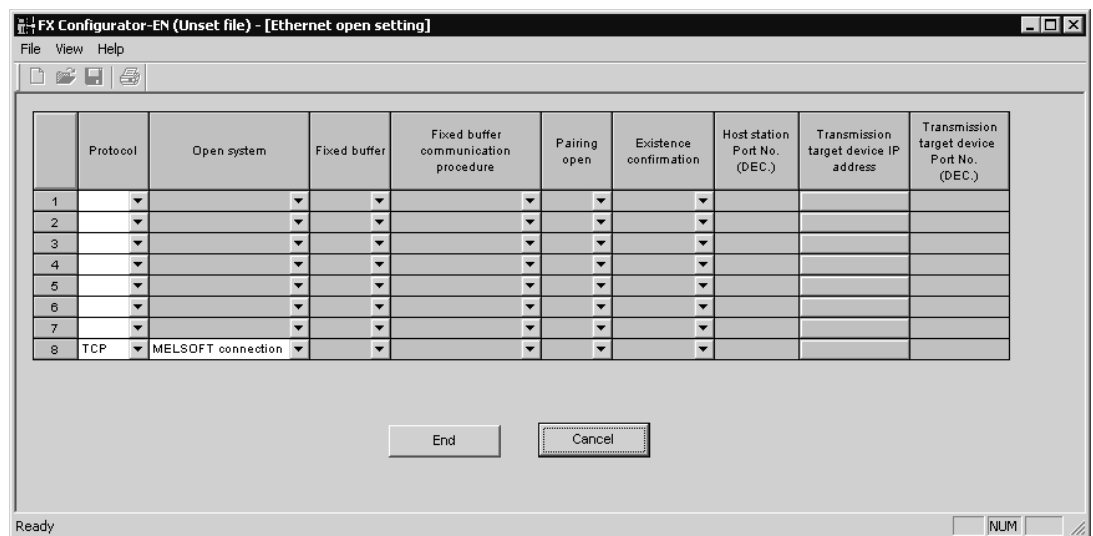 FX Configurator-EN (Unset file) - [Ethernet open setting]
File View Help
Protocol
Open system
Fixed buffer
Fixed buffer
communication
procedure
Pairing
open
Existence
confirmation
Host station
Port No.
(DEC.)
Transmission
target device IP
address
Transmission
target device
Port No.
(DEC.)
1
2
3
4
5
6
7
8 TCP MELSOFT connection
End Cancel
Ready NUM